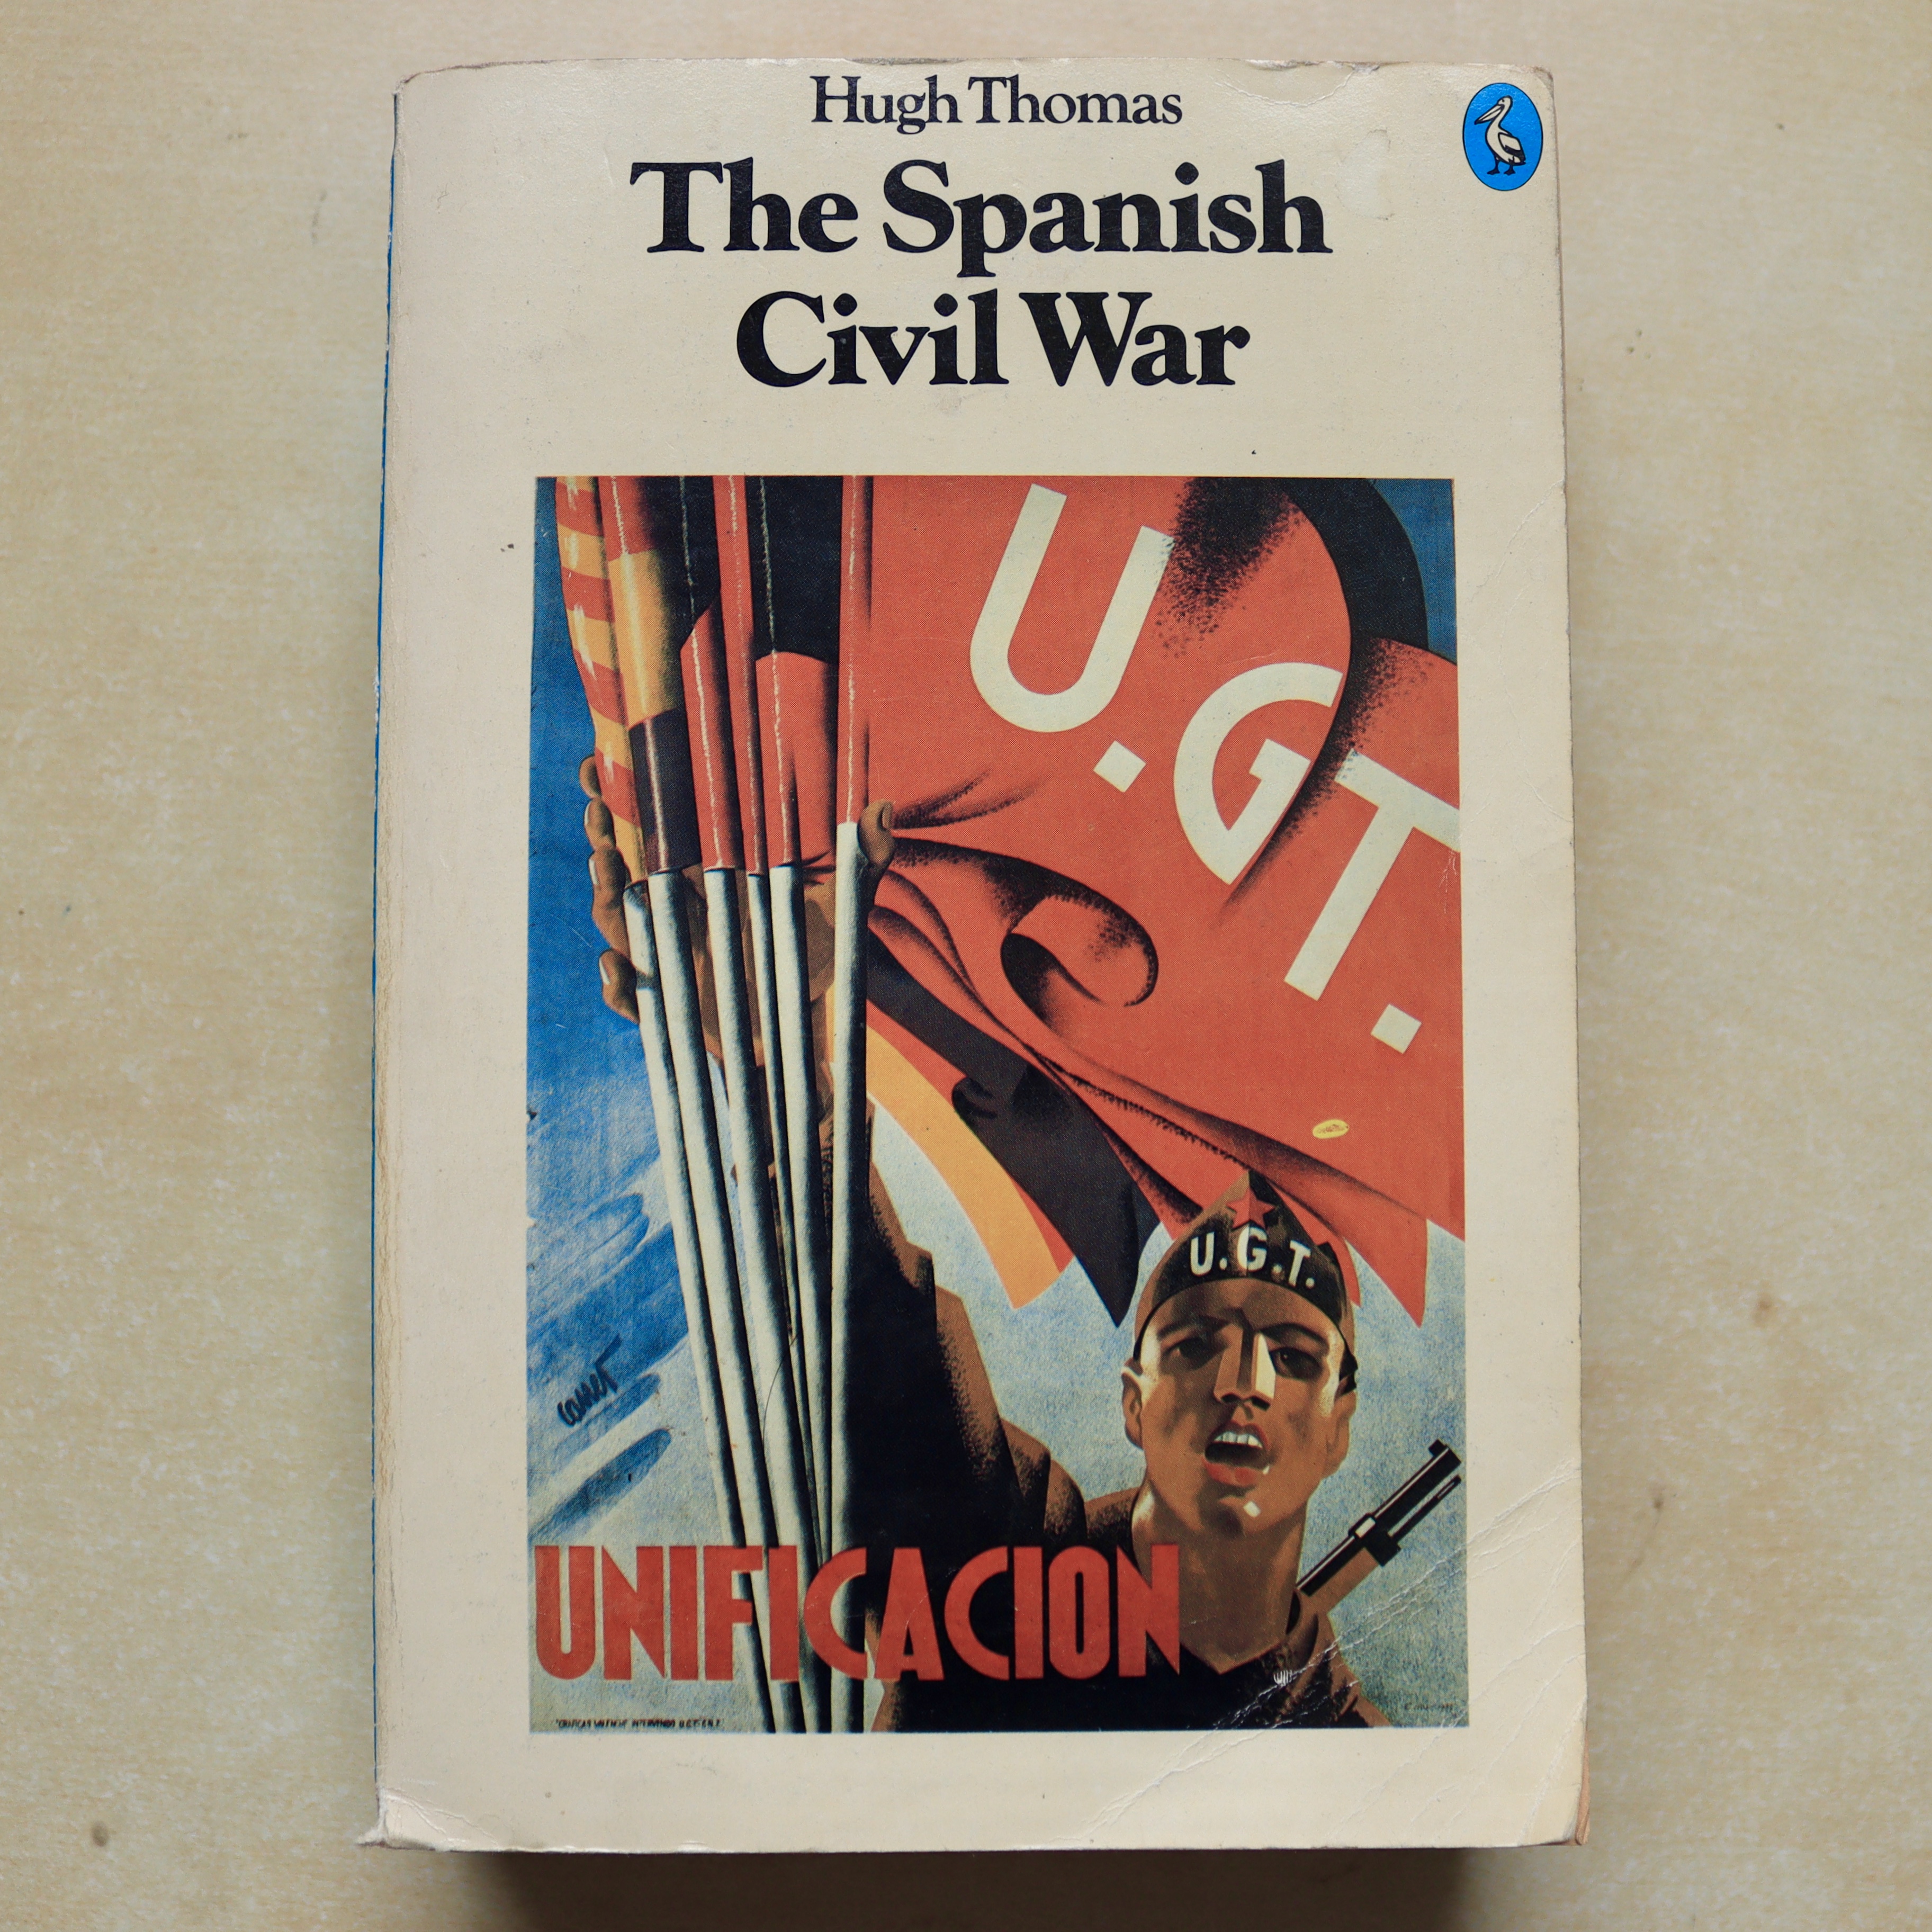 Hugh Thomas
The Spanish
Civil War
U.G.T.
U.G.T.
UNIFICACION